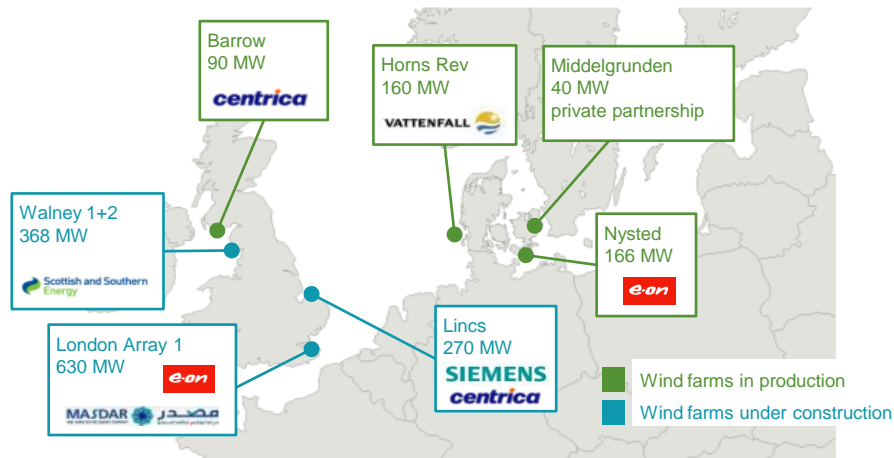 Barrow
90 MW
centrica
Horns Rev
160 MW
VATTENFALL
Middelgrunden
40 MW
private partnership
Walney 1+2
368 MW
Scottish and Southern
Energy
Nysted
166 MW
e·on
London Array 1
630 MW
e·on
MASDAR مصدر
Lincs
270 MW
SIEMENS
centrica
Wind farms in production
Wind farms under construction